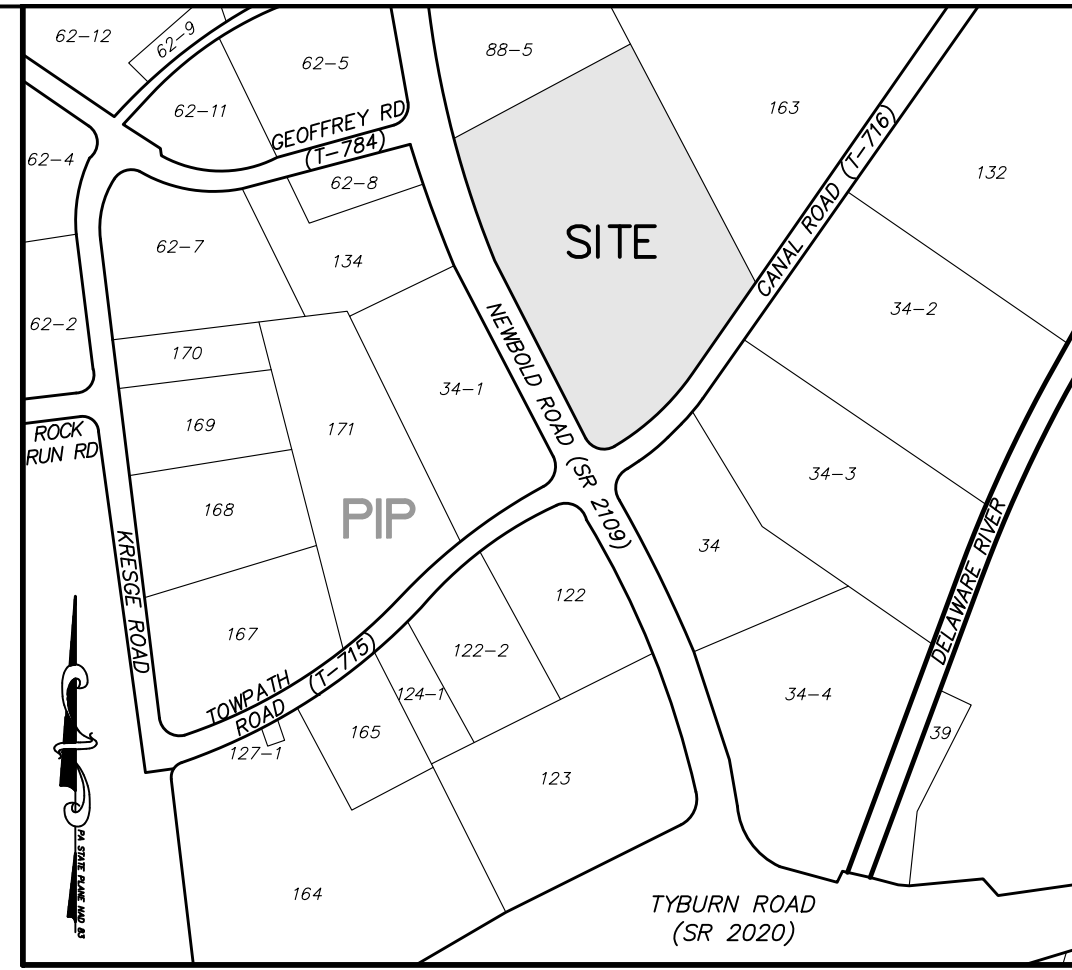 62-12
62-9
62-5
88-5
62-11
163
GEOFFREY RD
(T-784)
62-4
62-8
132
CANAL ROAD (T-716)
62-7
134
SITE
34-2
62-2
170
NEWBOLD ROAD (SR 2109)
34-1
169
171
ROCK
RUN RD
34-3
168
PIP
34
DELAWARE RIVER
KRESGE ROAD
122
167
122-2
TOWPATH
ROAD
(T-715)
124-1
34-4
165
39
127-1
123
PA STATE PLANE NAD 83
164
TYBURN ROAD
(SR 2020)